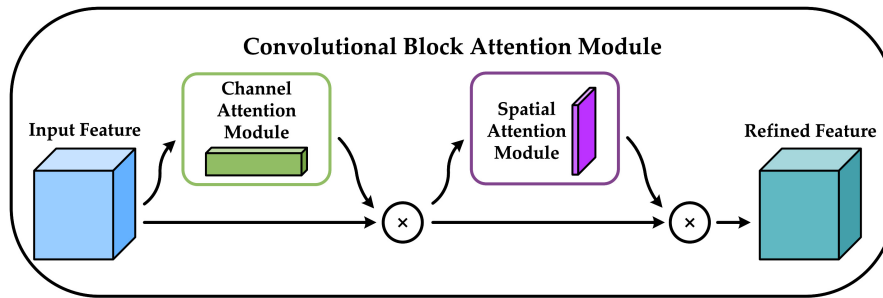 Convolutional Block Attention Module
Input Feature
Channel
Attention
Module
×
Spatial
Attention
Module
×
Refined Feature